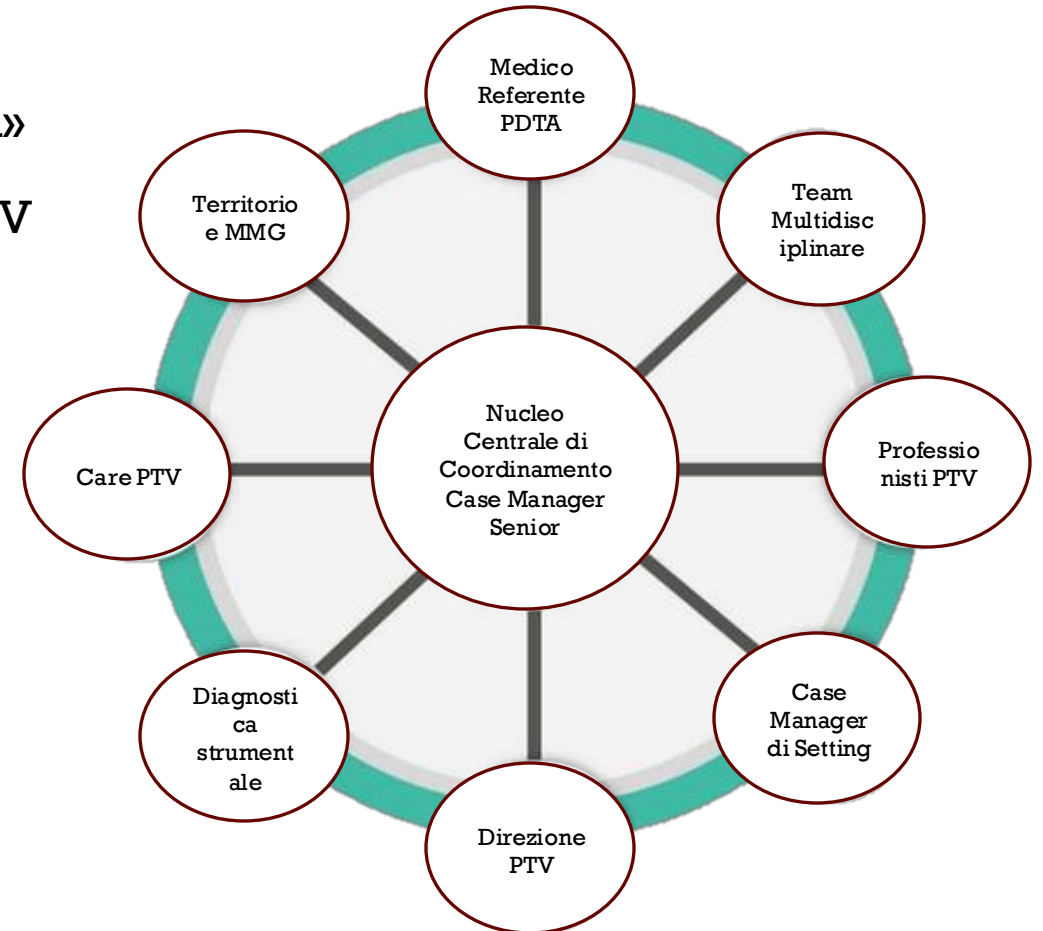 »
V
Medico
Referente
PDTA
Team
Multidisc
iplinare
Professio
nisti PTV
Case
Manager
di Setting
Direzione
PTV
Diagnosti
ca
strument
ale
Care PTV
Territorio
e MMG
Nucleo
Centrale di
Coordinamento
Case Manager
Senior